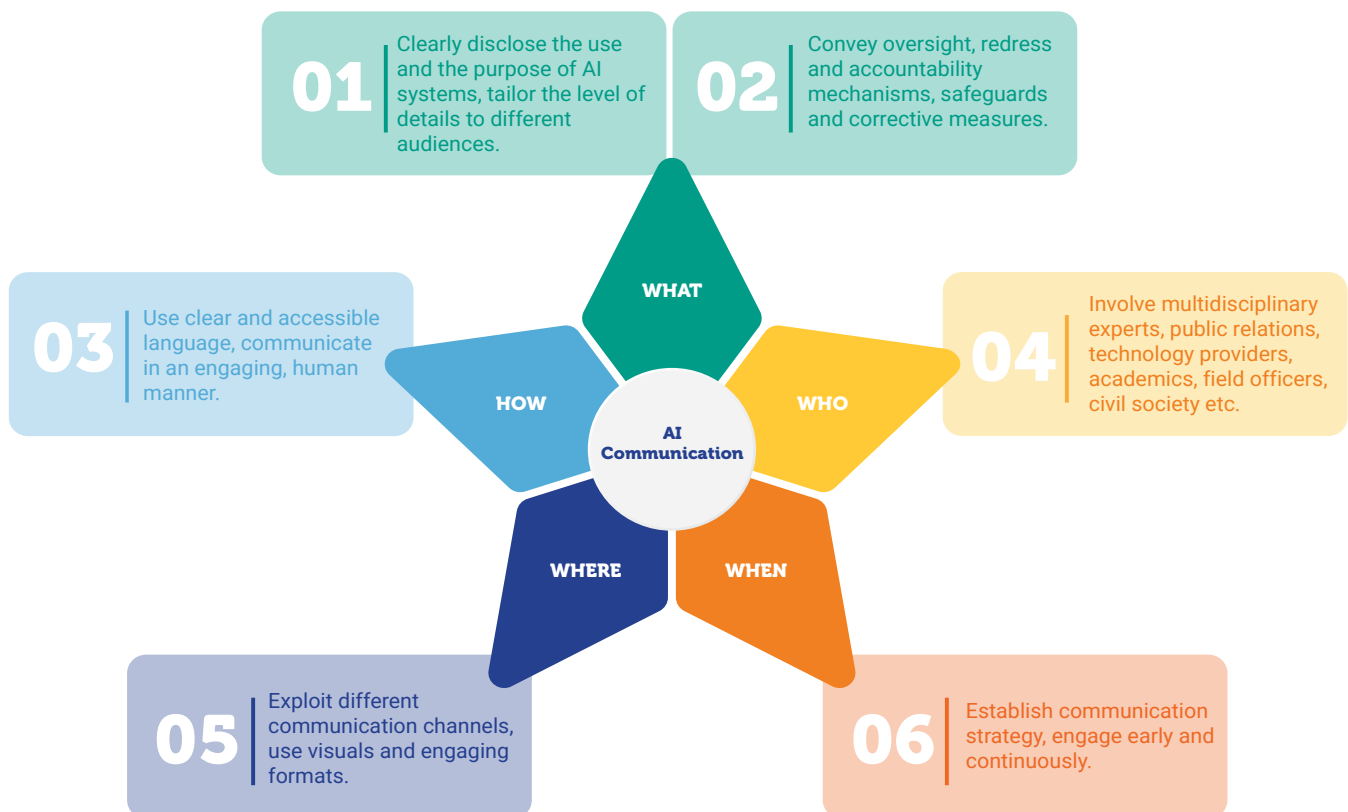 01
Clearly disclose the use
and the purpose of AI
systems, tailor the level of
details to different
audiences.
02
Convey oversight, redress
and accountability
mechanisms, safeguards
and corrective measures.
WHAT
03
Use clear and accessible
language, communicate
in an engaging, human
manner.
HOW
WHO
04
Involve multidisciplinary
experts, public relations,
technology providers,
academics, field officers,
civil society etc.
AI
Communication
WHERE
WHEN
05
Exploit different
communication channels,
use visuals and engaging
formats.
06
Establish communication
strategy, engage early and
continuously.